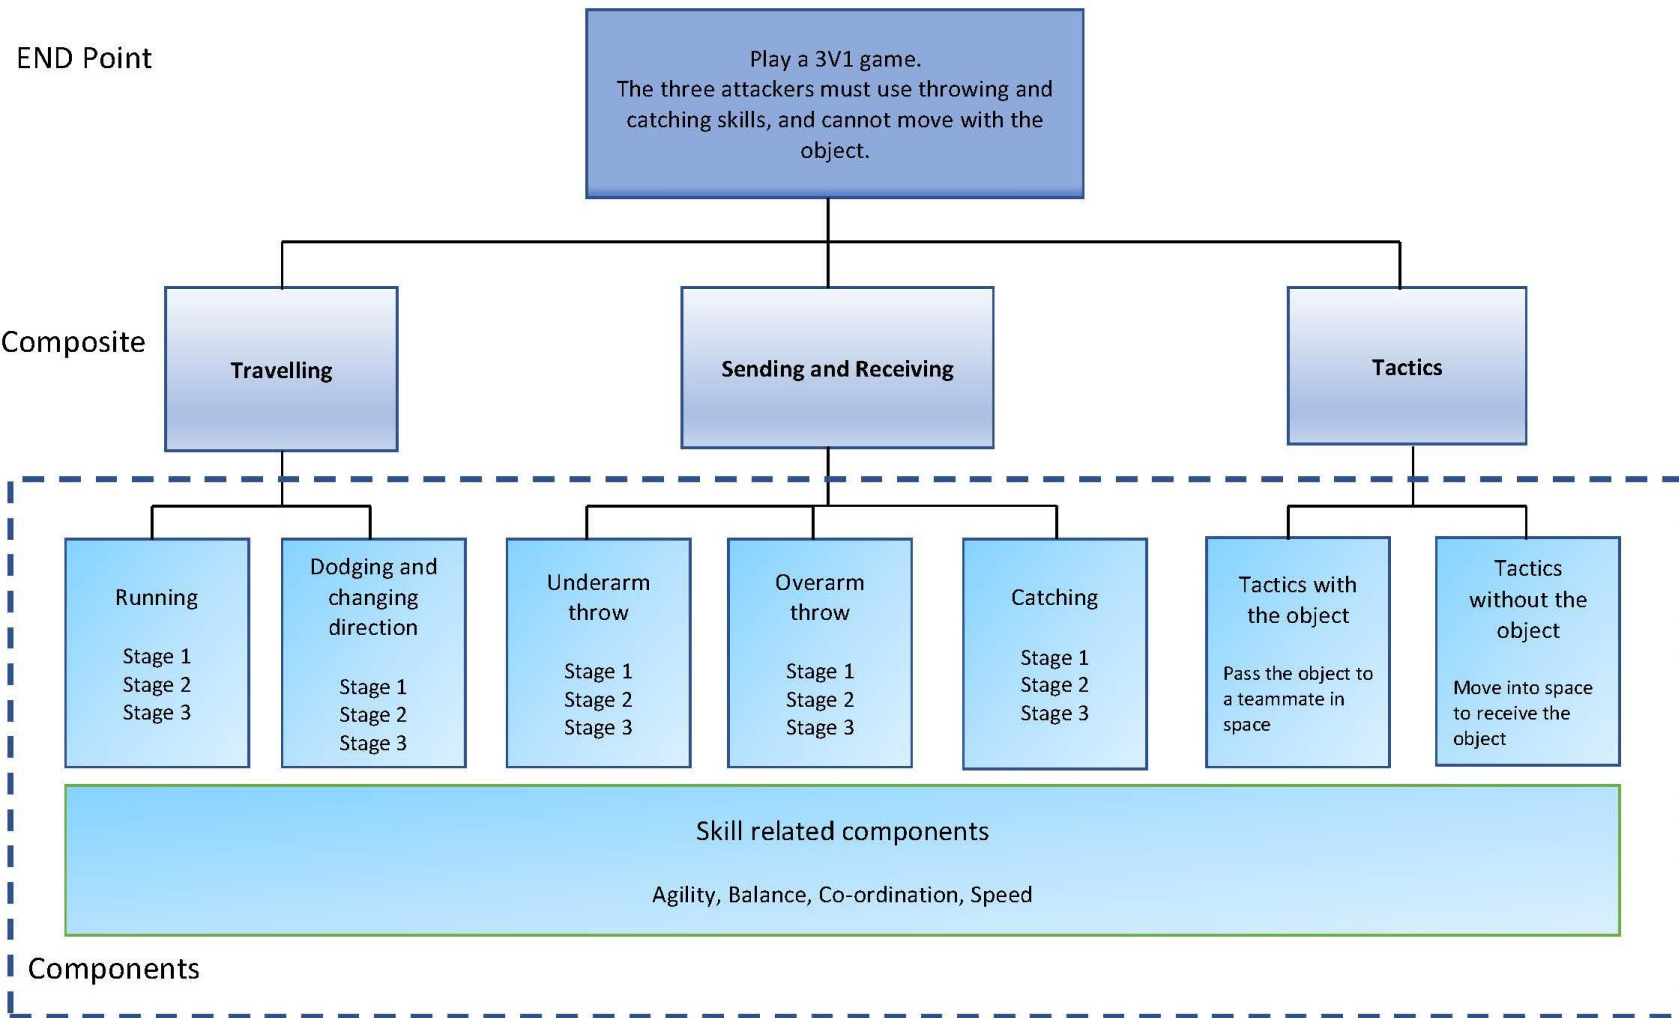 END Point
Play a 3V1 game.
The three attackers must use throwing and
catching skills, and cannot move with the
object.
Composite
Travelling
Sending and Receiving
Tactics
Running
Stage 1
Stage 2
Stage 3
Dodging and
changing
direction
Stage 1
Stage 2
Stage 3
Underarm
throw
Stage 1
Stage 2
Stage 3
Overarm
throw
Stage 1
Stage 2
Stage 3
Catching
Stage 1
Stage 2
Stage 3
Tactics with
the object
Pass the object to
a teammate in
space
Tactics
without the
object
Move into space
to receive the
object
Skill related components
Agility, Balance, Co-ordination, Speed
Components